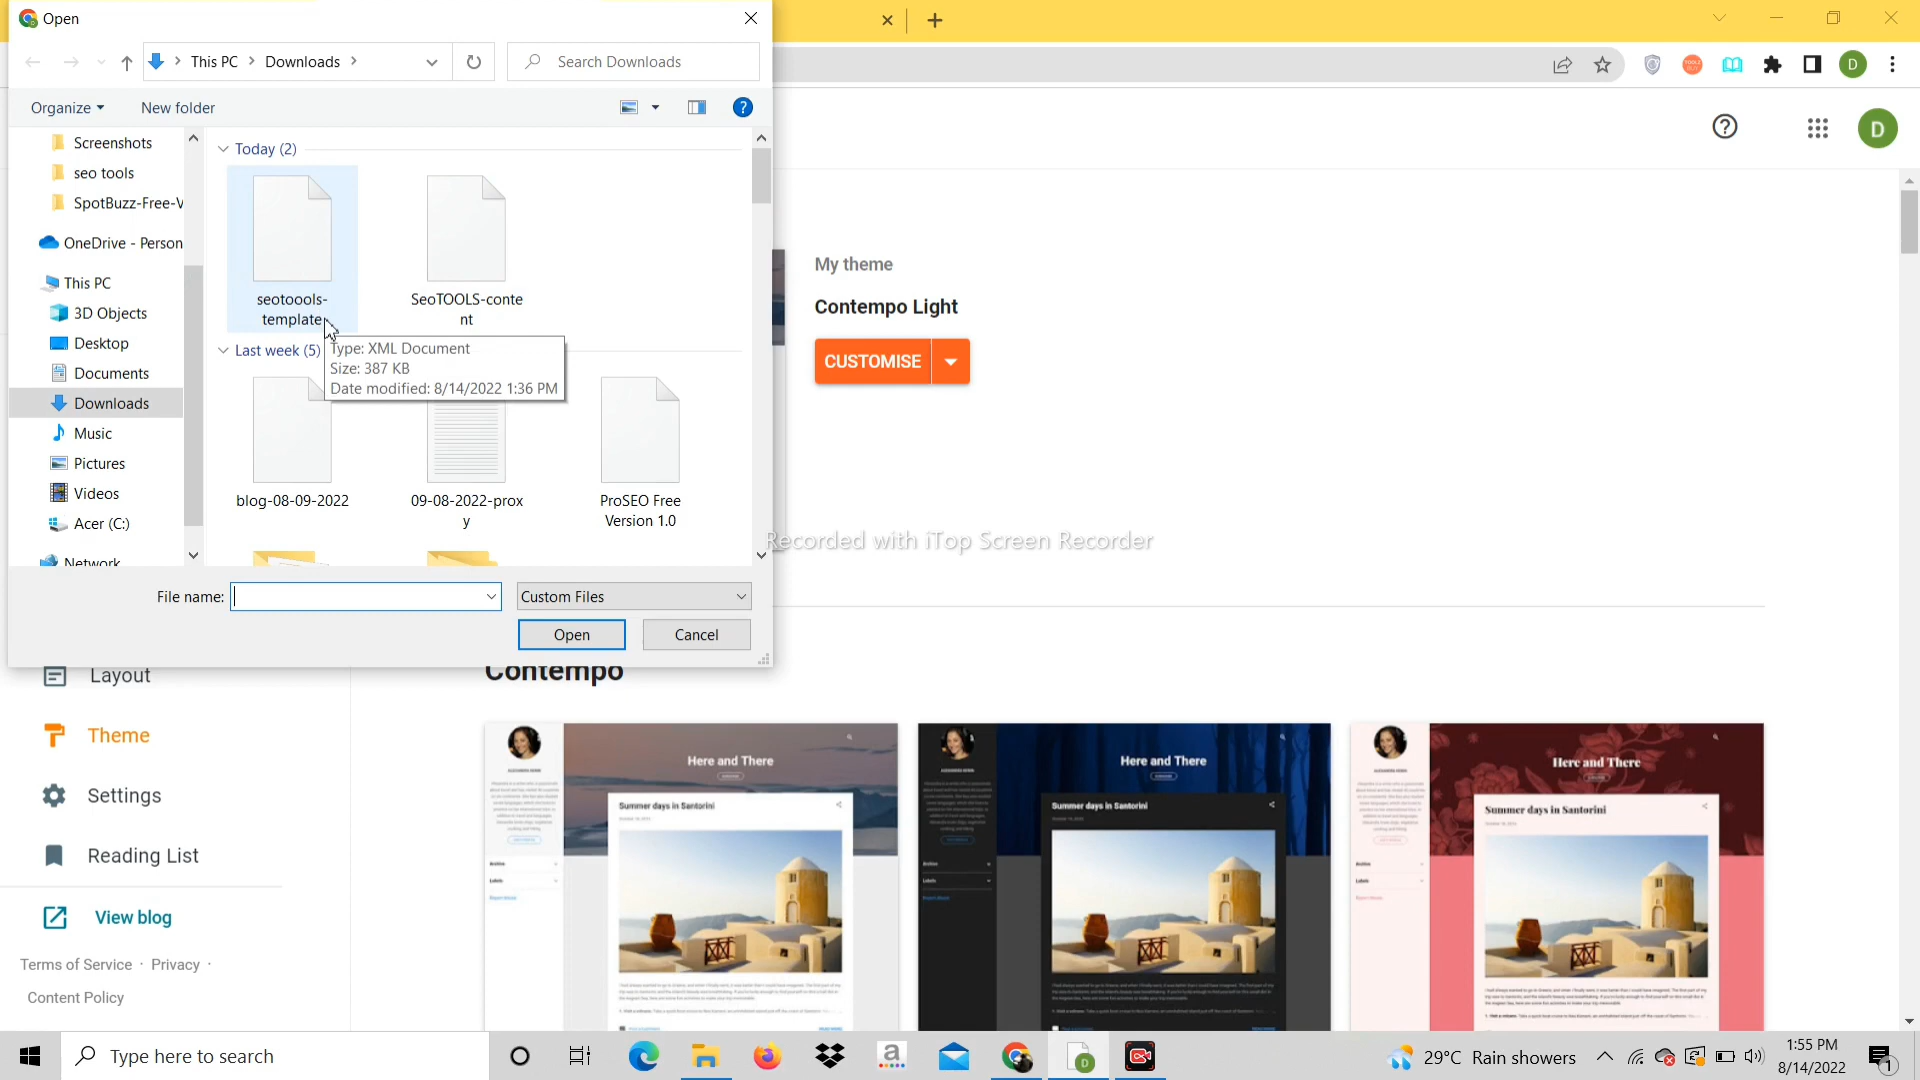 Open
This PC
Downloads
Search Downloads
Organize
New folder
Screenshots
seo tools
SpotBuzz-Free-V
OneDrive - Person
This PC
3D Objects
Desktop
Documents
Downloads
Music
Pictures
Videos
Acer (C:)
Network
Today (2)
seotoools-
template
SeoTOOLS-conte
nt
Last week (5)
Type: XML Document
Size: 387 KB
Date modified: 8/14/2022 1:36 PM
blog-08-09-2022
09-08-2022-prox
y
ProSEO Free
Version 1.0
File name:
Custom Files
Open
Cancel
D
D
My theme
Contempo Light
CUSTOMISE
Recorded with iTop Screen Recorder
Layout
Theme
Settings
Reading List
View blog
Terms of Service · Privacy ·
Content Policy
Contempo
Here and There
Summer days in Santorini
Here and There
Summer days in Santorini
Here and There
Summer days in Santorini
Type here to search
29°C Rain showers
1:55 PM
8/14/2022
1